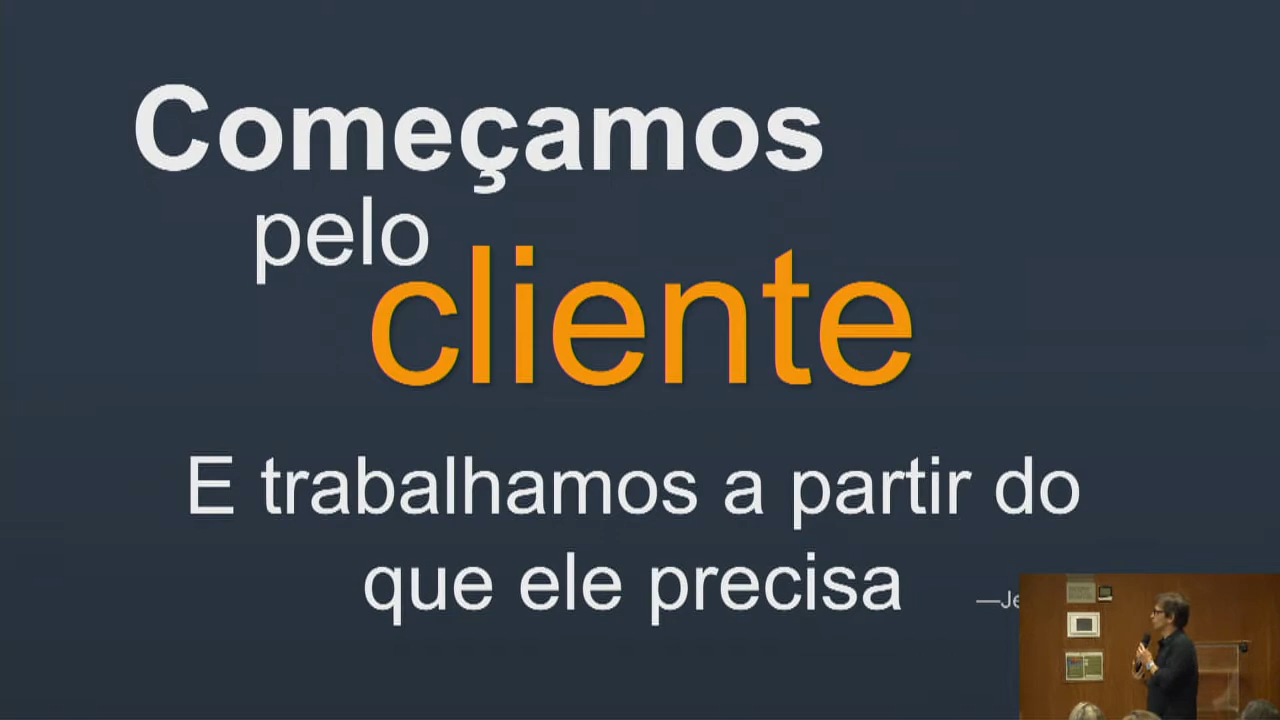 Começamos
pelo
cliente
E trabalhamos a partir do
que ele precisa